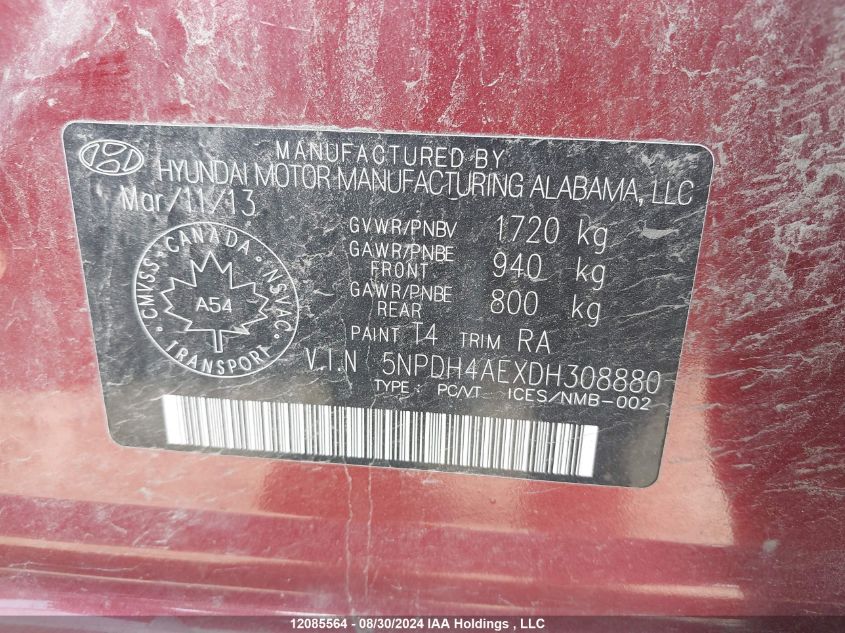 MANUFACTURED BY
HYUNDAI MOTOR MANUFACTURING ALABAMA, LLC
Mar/11/13
GVWR/PNBV 1720 kg
GAWR/PNBE FRONT 940 kg
GAWR/PNBE REAR 800 kg
PAINT T4 TRIM RA
V.I.N 5NPDH4AEXDH308880
TYPE : PC/VT ICES/NMB-002
CANADA
CMVSS NSVAC
A54
TRANSPORT
12085564 - 08/30/2024 IAA Holdings , LLC